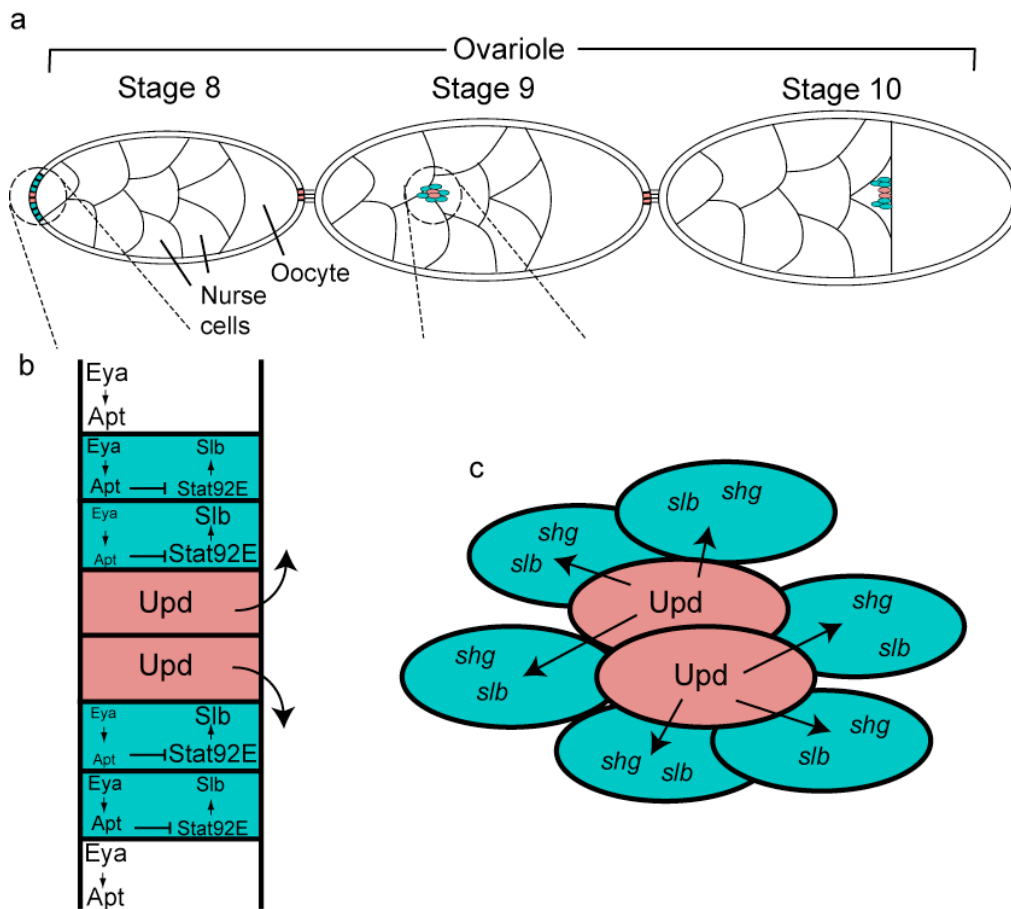 a
Ovariole
Stage 8
Stage 9
Stage 10
Oocyte
Nurse
cells
b
Eya
Apt
Eya Slb
Apt Stat92E
Eya Slb
Apt Stat92E
Upd
Upd
Eya Slb
Apt Stat92E
Eya Slb
Apt Stat92E
Eya
Apt
c
slb shg
shg
slb
Upd
shg
slb
shg
slb
Upd
shg slb
shg
slb